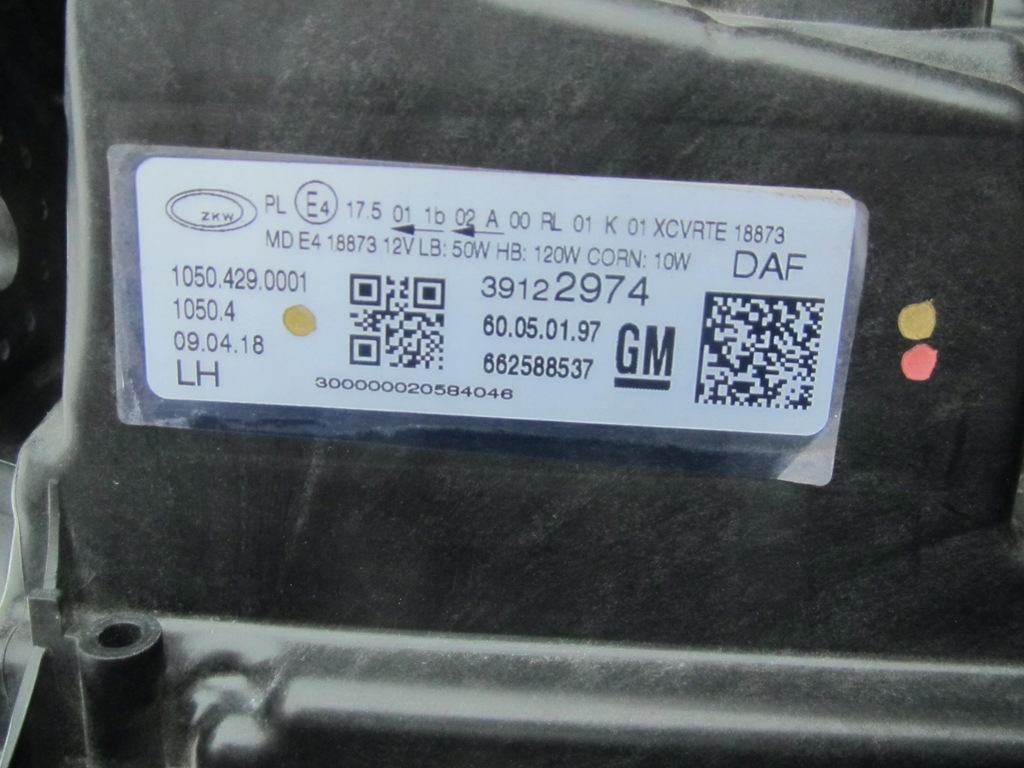 ZKW PL E4 17.5 01 1b 02 A 00 RL 01 K 01 XCVRTE 18873
MD E4 18873 12V LB: 50W HB: 120W CORN: 10W
DAF
1050.429.0001
1050.4
09.04.18
LH
39122974
60.05.01.97
662588537
GM
300000020584046